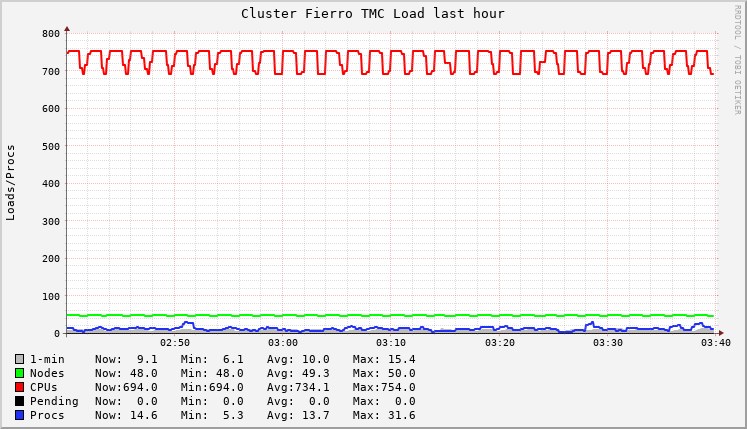 Cluster Fierro TMC Load last hour
RRDTOOL / TOBI OETIKER
Loads/Procs
800
700
600
500
400
300
200
100
0
02:50 03:00 03:10 03:20 03:30 03:40
1-min Now: 9.1 Min: 6.1 Avg: 10.0 Max: 15.4
Nodes Now: 48.0 Min: 48.0 Avg: 49.3 Max: 50.0
CPUs Now:694.0 Min:694.0 Avg:734.1 Max:754.0
Pending Now: 0.0 Min: 0.0 Avg: 0.0 Max: 0.0
Procs Now: 14.6 Min: 5.3 Avg: 13.7 Max: 31.6